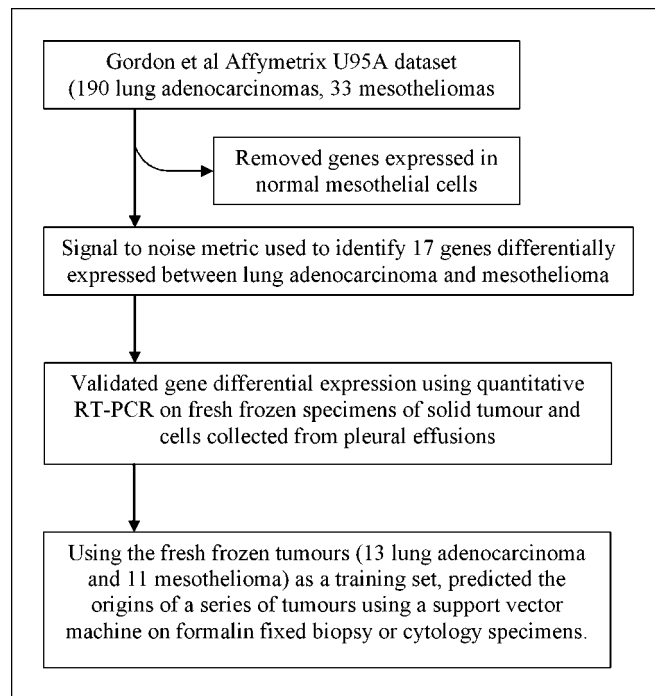 Gordon et al Affymetrix U95A dataset
(190 lung adenocarcinomas, 33 mesotheliomas
Removed genes expressed in
normal mesothelial cells
Signal to noise metric used to identify 17 genes differentially
expressed between lung adenocarcinoma and mesothelioma
Validated gene differential expression using quantitative
RT-PCR on fresh frozen specimens of solid tumour and
cells collected from pleural effusions
Using the fresh frozen tumours (13 lung adenocarcinoma
and 11 mesothelioma) as a training set, predicted the
origins of a series of tumours using a support vector
machine on formalin fixed biopsy or cytology specimens.